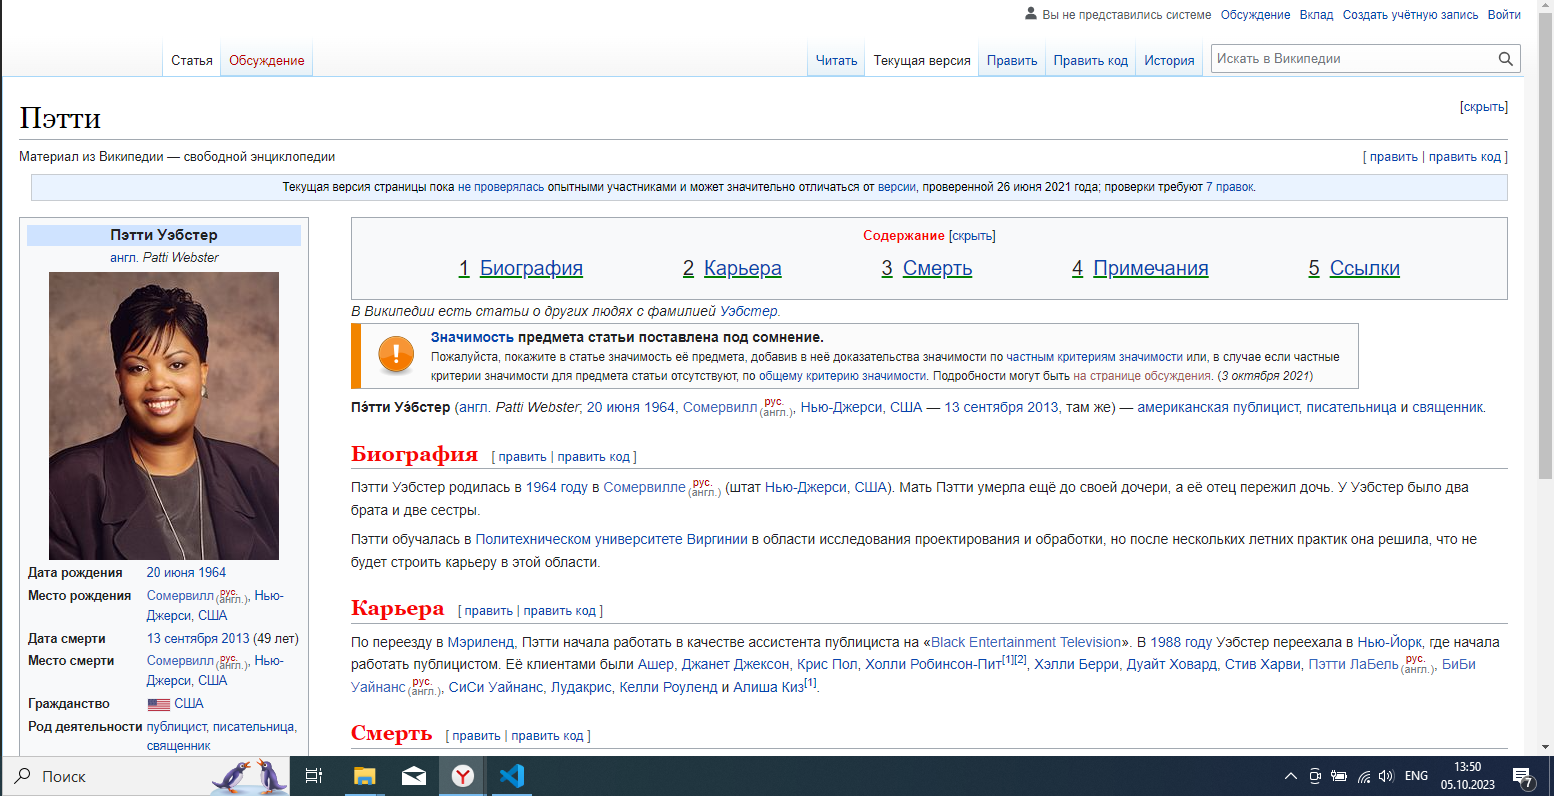 Вы не представились системе Обсуждение Вклад Создать учётную запись Войти
Статья Обсуждение Читать Текущая версия Править Править код История Искать в Википедии
Пэтти
[скрыть]
Материал из Википедии — свободной энциклопедии
[ править | править код ]
Текущая версия страницы пока не проверялась опытными участниками и может значительно отличаться от версии, проверенной 26 июня 2021 года; проверки требуют 7 правок.
Пэтти Уэбстер
англ. Patti Webster
Дата рождения 20 июня 1964
Место рождения Сомервилл рус. (англ.), Нью-
Джерси, США
Дата смерти 13 сентября 2013 (49 лет)
Место смерти Сомервилл рус. (англ.), Нью-
Джерси, США
Гражданство США
Род деятельности публицист, писательница,
священник
Содержание [скрыть]
1 Биография 2 Карьера 3 Смерть 4 Примечания 5 Ссылки
В Википедии есть статьи о других людях с фамилией Уэбстер.
Значимость предмета статьи поставлена под сомнение.
Пожалуйста, покажите в статье значимость её предмета, добавив в неё доказательства значимости по частным критериям значимости или, в случае если частные
критерии значимости для предмета статьи отсутствуют, по общему критерию значимости. Подробности могут быть на странице обсуждения. (3 октября 2021)
Пэ́тти Уэ́бстер (англ. Patti Webster; 20 июня 1964, Сомервилл рус. (англ.), Нью-Джерси, США — 13 сентября 2013, там же) — американская публицист, писательница и священник.
Биография [ править | править код ]
Пэтти Уэбстер родилась в 1964 году в Сомервилле рус. (англ.) (штат Нью-Джерси, США). Мать Пэтти умерла ещё до своей дочери, а её отец пережил дочь. У Уэбстер было два
брата и две сестры.
Пэтти обучалась в Политехническом университете Виргинии в области исследования проектирования и обработки, но после нескольких летних практик она решила, что не
будет строить карьеру в этой области.
Карьера [ править | править код ]
По переезду в Мэриленд, Пэтти начала работать в качестве ассистента публициста на «Black Entertainment Television». В 1988 году Уэбстер переехала в Нью-Йорк, где начала
работать публицистом. Её клиентами были Ашер, Джанет Джексон, Крис Пол, Холли Робинсон-Пит[1][2], Хэлли Берри, Дуайт Ховард, Стив Харви, Пэтти ЛаБелль рус. (англ.), БиБи
Уайнанс рус. (англ.), СиСи Уайнанс, Лудакрис, Келли Роуленд и Алиша Киз[1].
Смерть [ править | править код ]
Поиск
ENG
13:50
05.10.2023
7